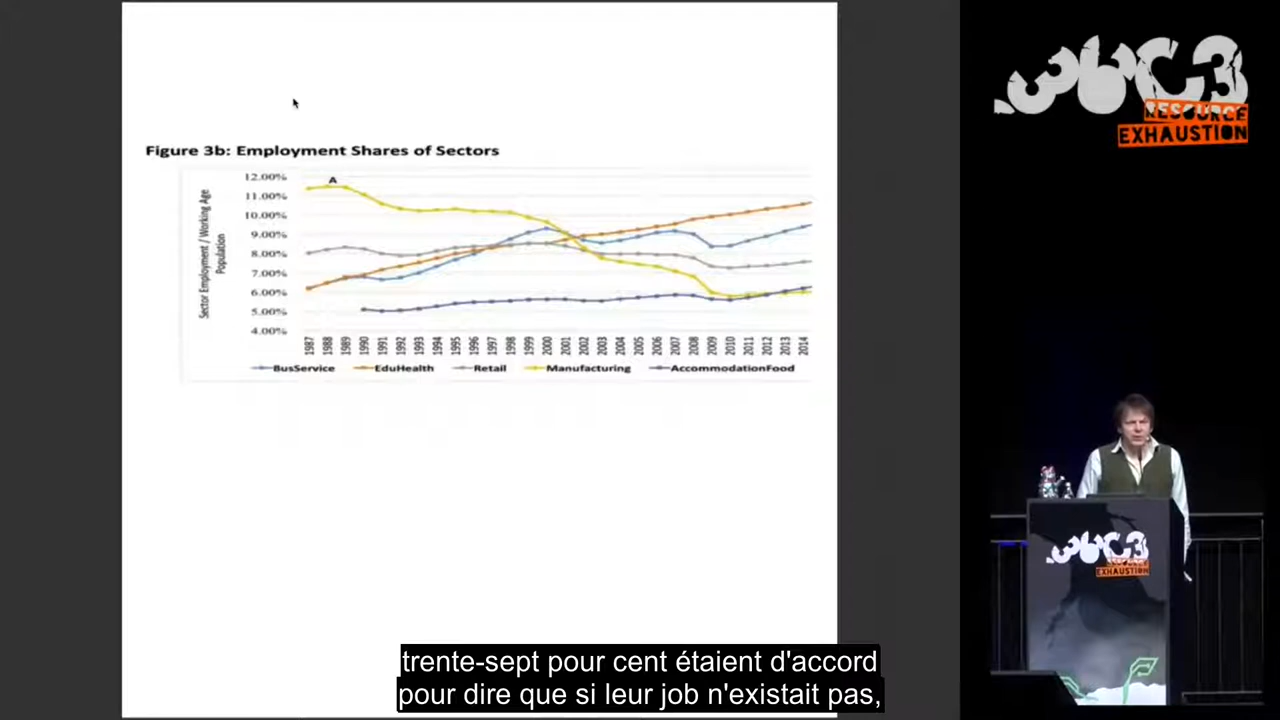 36C3
RESOURCE
EXHAUSTION
Figure 3b: Employment Shares of Sectors
Sector Employment / Working Age
Population
12.00%
11.00%
10.00%
9.00%
8.00%
7.00%
6.00%
5.00%
4.00%
A
1987
1988
1989
1990
1991
1992
1993
1994
1995
1996
1997
1998
1999
2000
2001
2002
2003
2004
2005
2006
2007
2008
2009
2010
2011
2012
2013
2014
BusService EduHealth Retail Manufacturing AccommodationFood
36C3
RESOURCE
EXHAUSTION
trente-sept pour cent étaient d'accord
pour dire que si leur job n'existait pas,